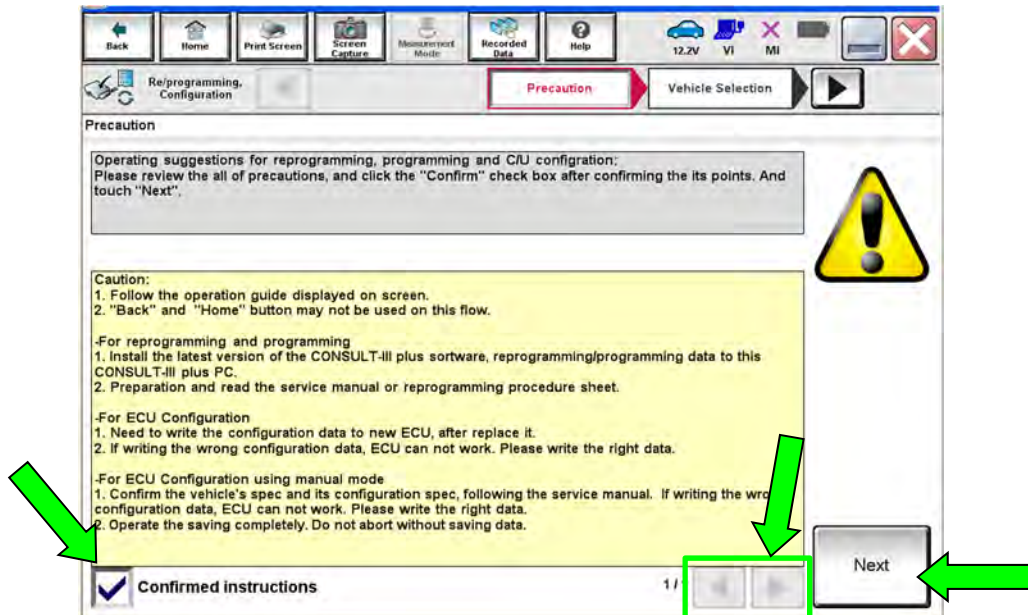 Back
Home
Print Screen
Screen
Capture
Measurement
Mode
Recorded
Data
Help
12.2V
VI
MI
Re/programming,
Configuration
Precaution
Vehicle Selection
Precaution
Operating suggestions for reprogramming, programming and C/U configration:
Please review the all of precautions, and click the "Confirm" check box after confirming the its points. And
touch "Next".
Caution:
1. Follow the operation guide displayed on screen.
2. "Back" and "Home" button may not be used on this flow.
-For reprogramming and programming
1. Install the latest version of the CONSULT-III plus sortware, reprogramming/programming data to this
CONSULT-III plus PC.
2. Preparation and read the service manual or reprogramming procedure sheet.
-For ECU Configuration
1. Need to write the configuration data to new ECU, after replace it.
2. If writing the wrong configuration data, ECU can not work. Please write the right data.
-For ECU Configuration using manual mode
1. Confirm the vehicle's spec and its configuration spec, following the service manual. If writing the
configuration data, ECU can not work. Please write the right data.
2. Operate the saving completely. Do not abort without saving data.
Confirmed instructions
1/
Next